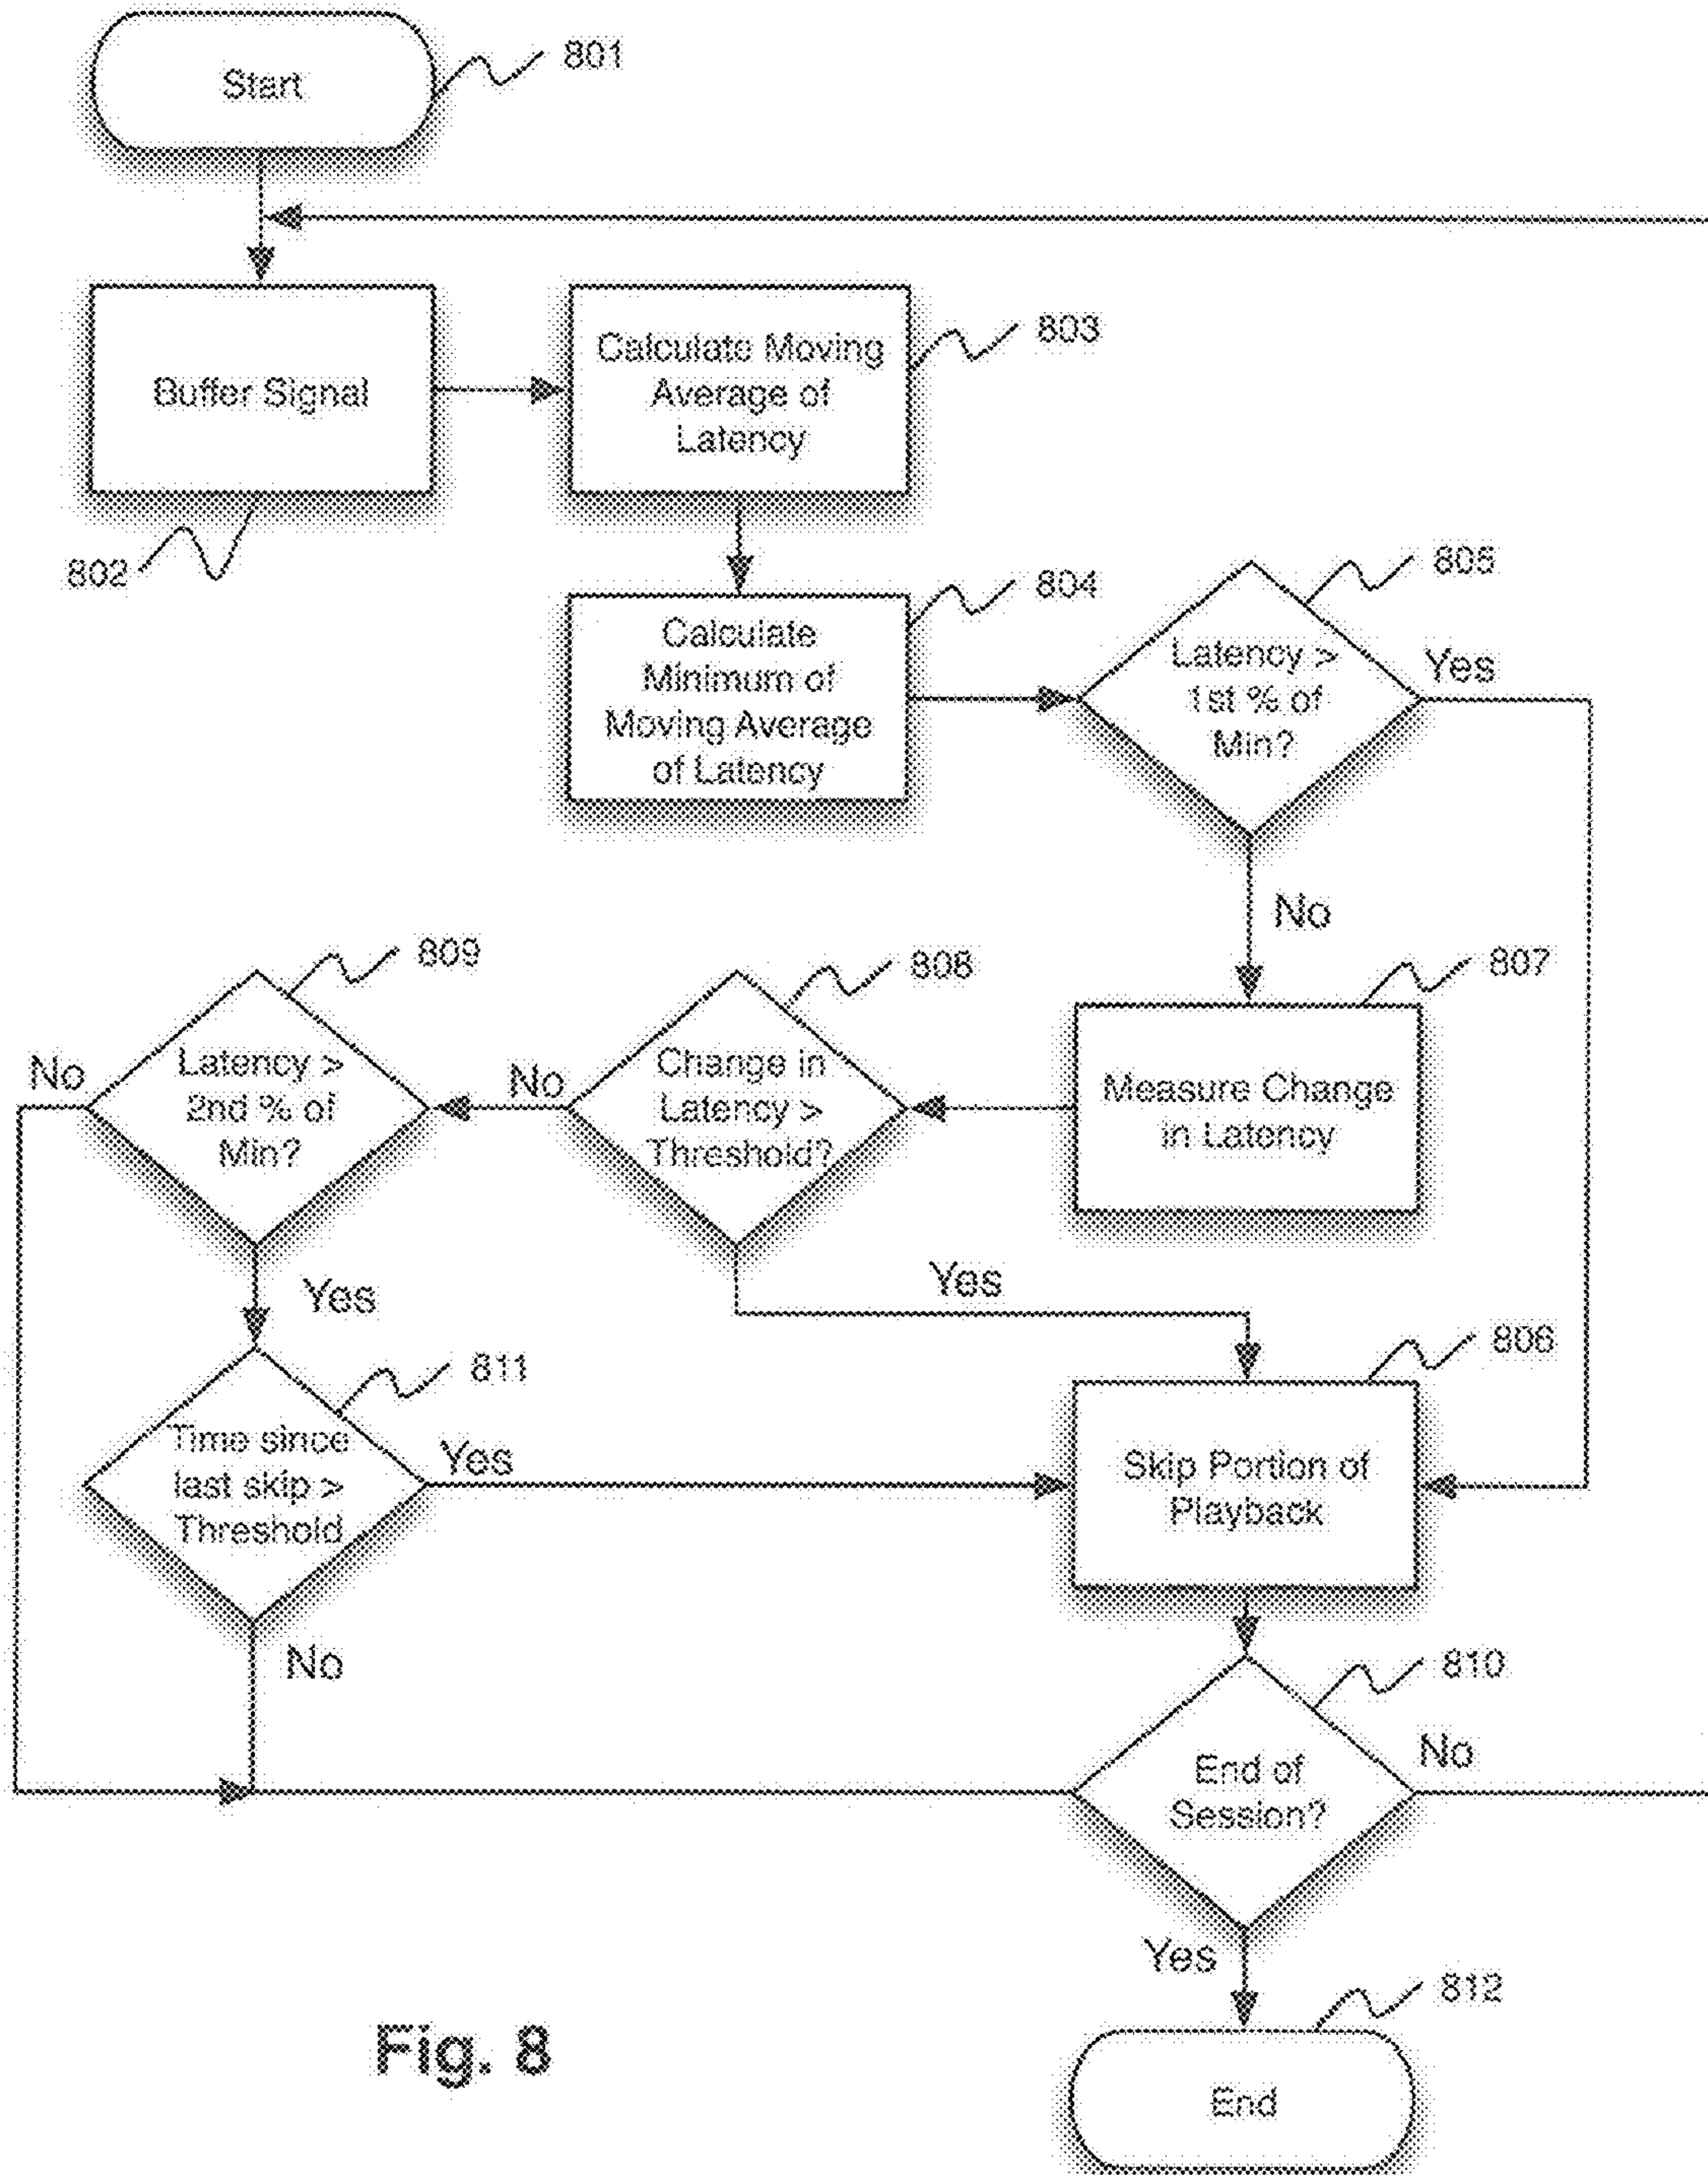 Start
801
Buffer Signal
802
Calculate Moving
Average of
Latency
803
Calculate
Minimum of
Moving Average
of Latency
804
Latency >
1st % of
Min?
805
Yes
No
Measure Change
in Latency
807
Change in
Latency >
Threshold?
808
No
Yes
Latency >
2nd % of
Min?
809
No
Yes
Time since
last skip >
Threshold
811
Yes
No
Skip Portion of
Playback
806
End of
Session?
810
No
Yes
End
812
Fig. 8